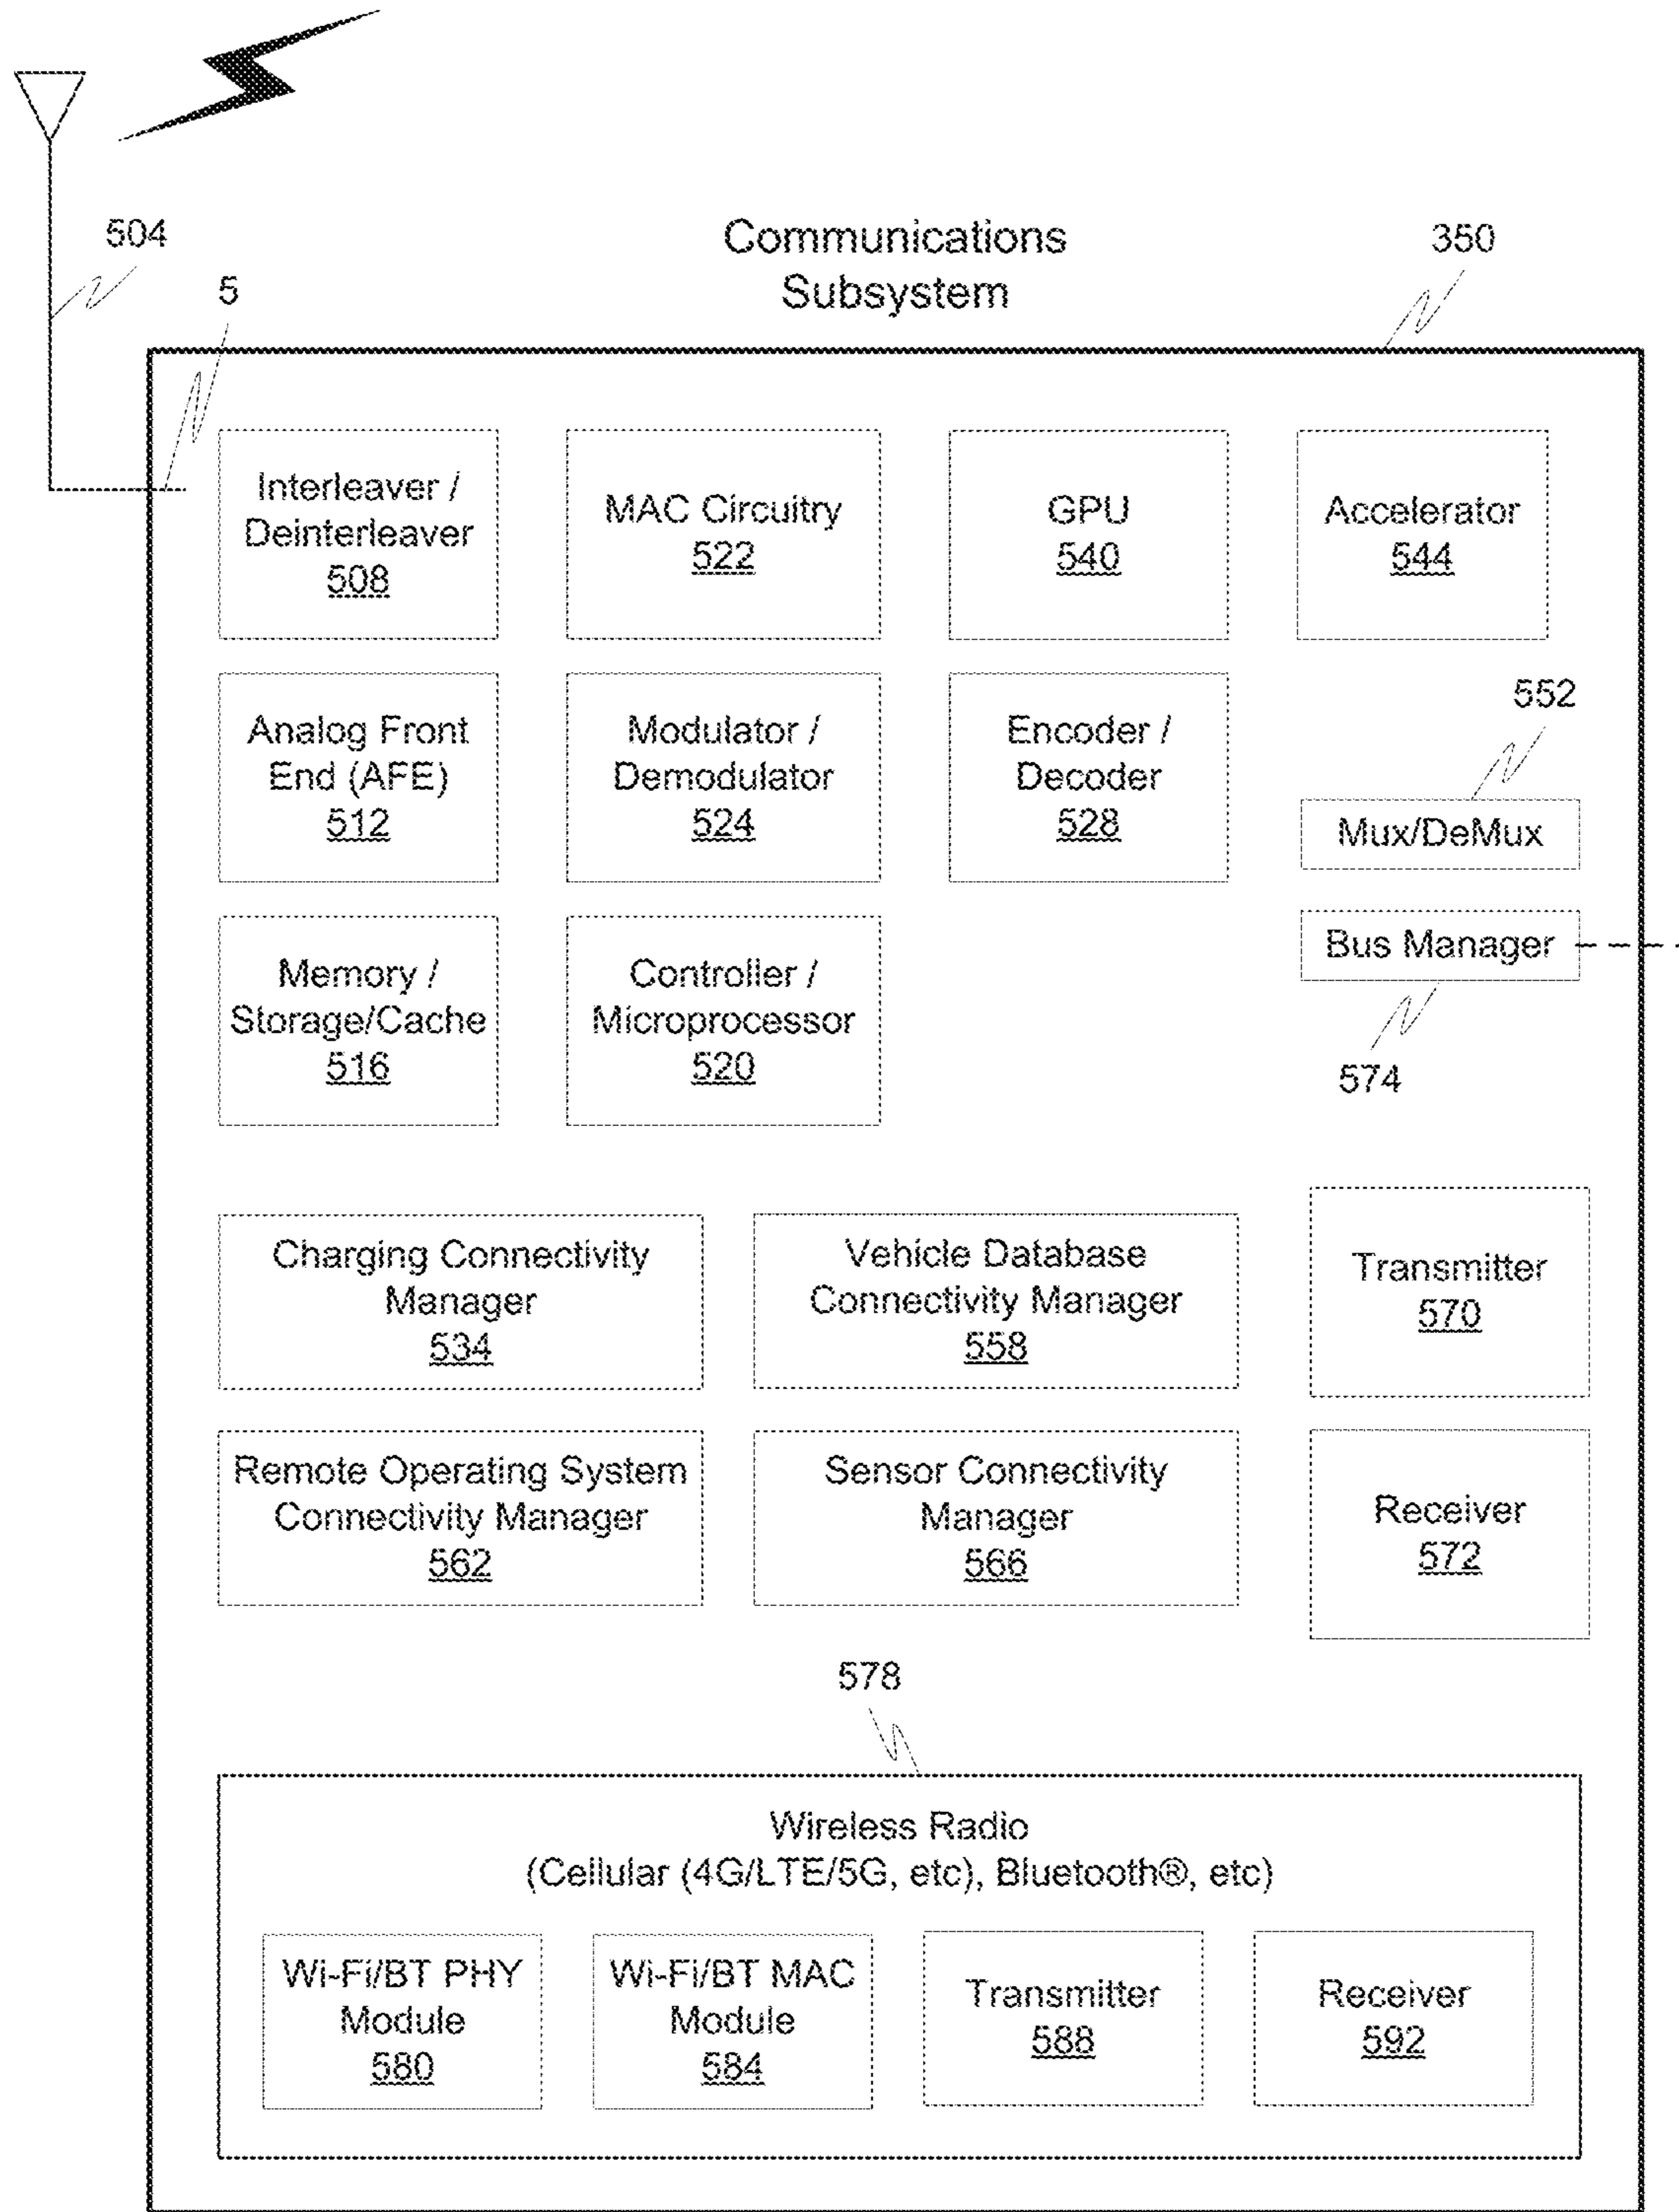 504
5
Communications
Subsystem
350
Interleaver /
Deinterleaver
508
MAC Circuitry
522
GPU
540
Accelerator
544
Analog Front
End (AFE)
512
Modulator /
Demodulator
524
Encoder /
Decoder
528
552
Mux/DeMux
Bus Manager
574
Memory /
Storage/Cache
516
Controller /
Microprocessor
520
Charging Connectivity
Manager
534
Vehicle Database
Connectivity Manager
558
Transmitter
570
Remote Operating System
Connectivity Manager
562
Sensor Connectivity
Manager
566
Receiver
572
578
Wireless Radio
(Cellular (4G/LTE/5G, etc), Bluetooth®, etc)
Wi-Fi/BT PHY
Module
580
Wi-Fi/BT MAC
Module
584
Transmitter
588
Receiver
592